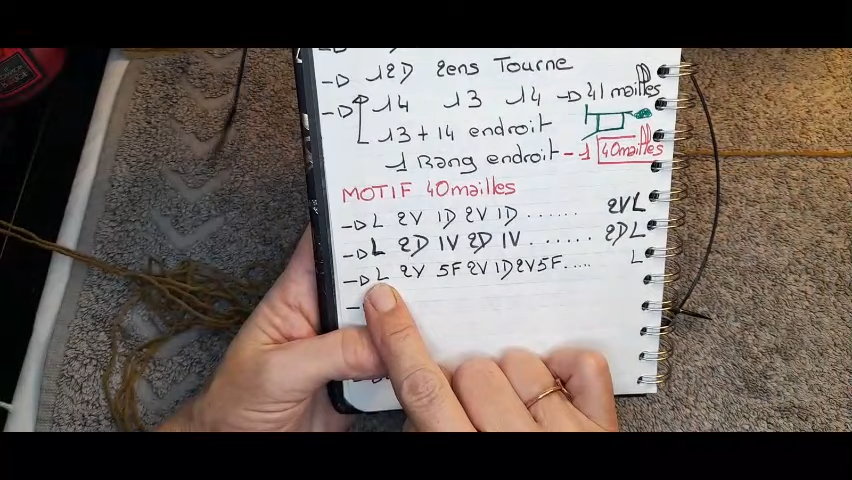 -D 12D 2ens Tourne
-D 14 13 14 -D 41 mailles
13 + 14 endroit
1 Rang endroit - 1 40mailles
MOTIF 40mailles
-D L 2V 1D 2V 1D ...... 2VL
-D L 2D 1V 2D 1V ...... 2DL
-D L 2V 5F 2V 1D 2V 5F ..... L